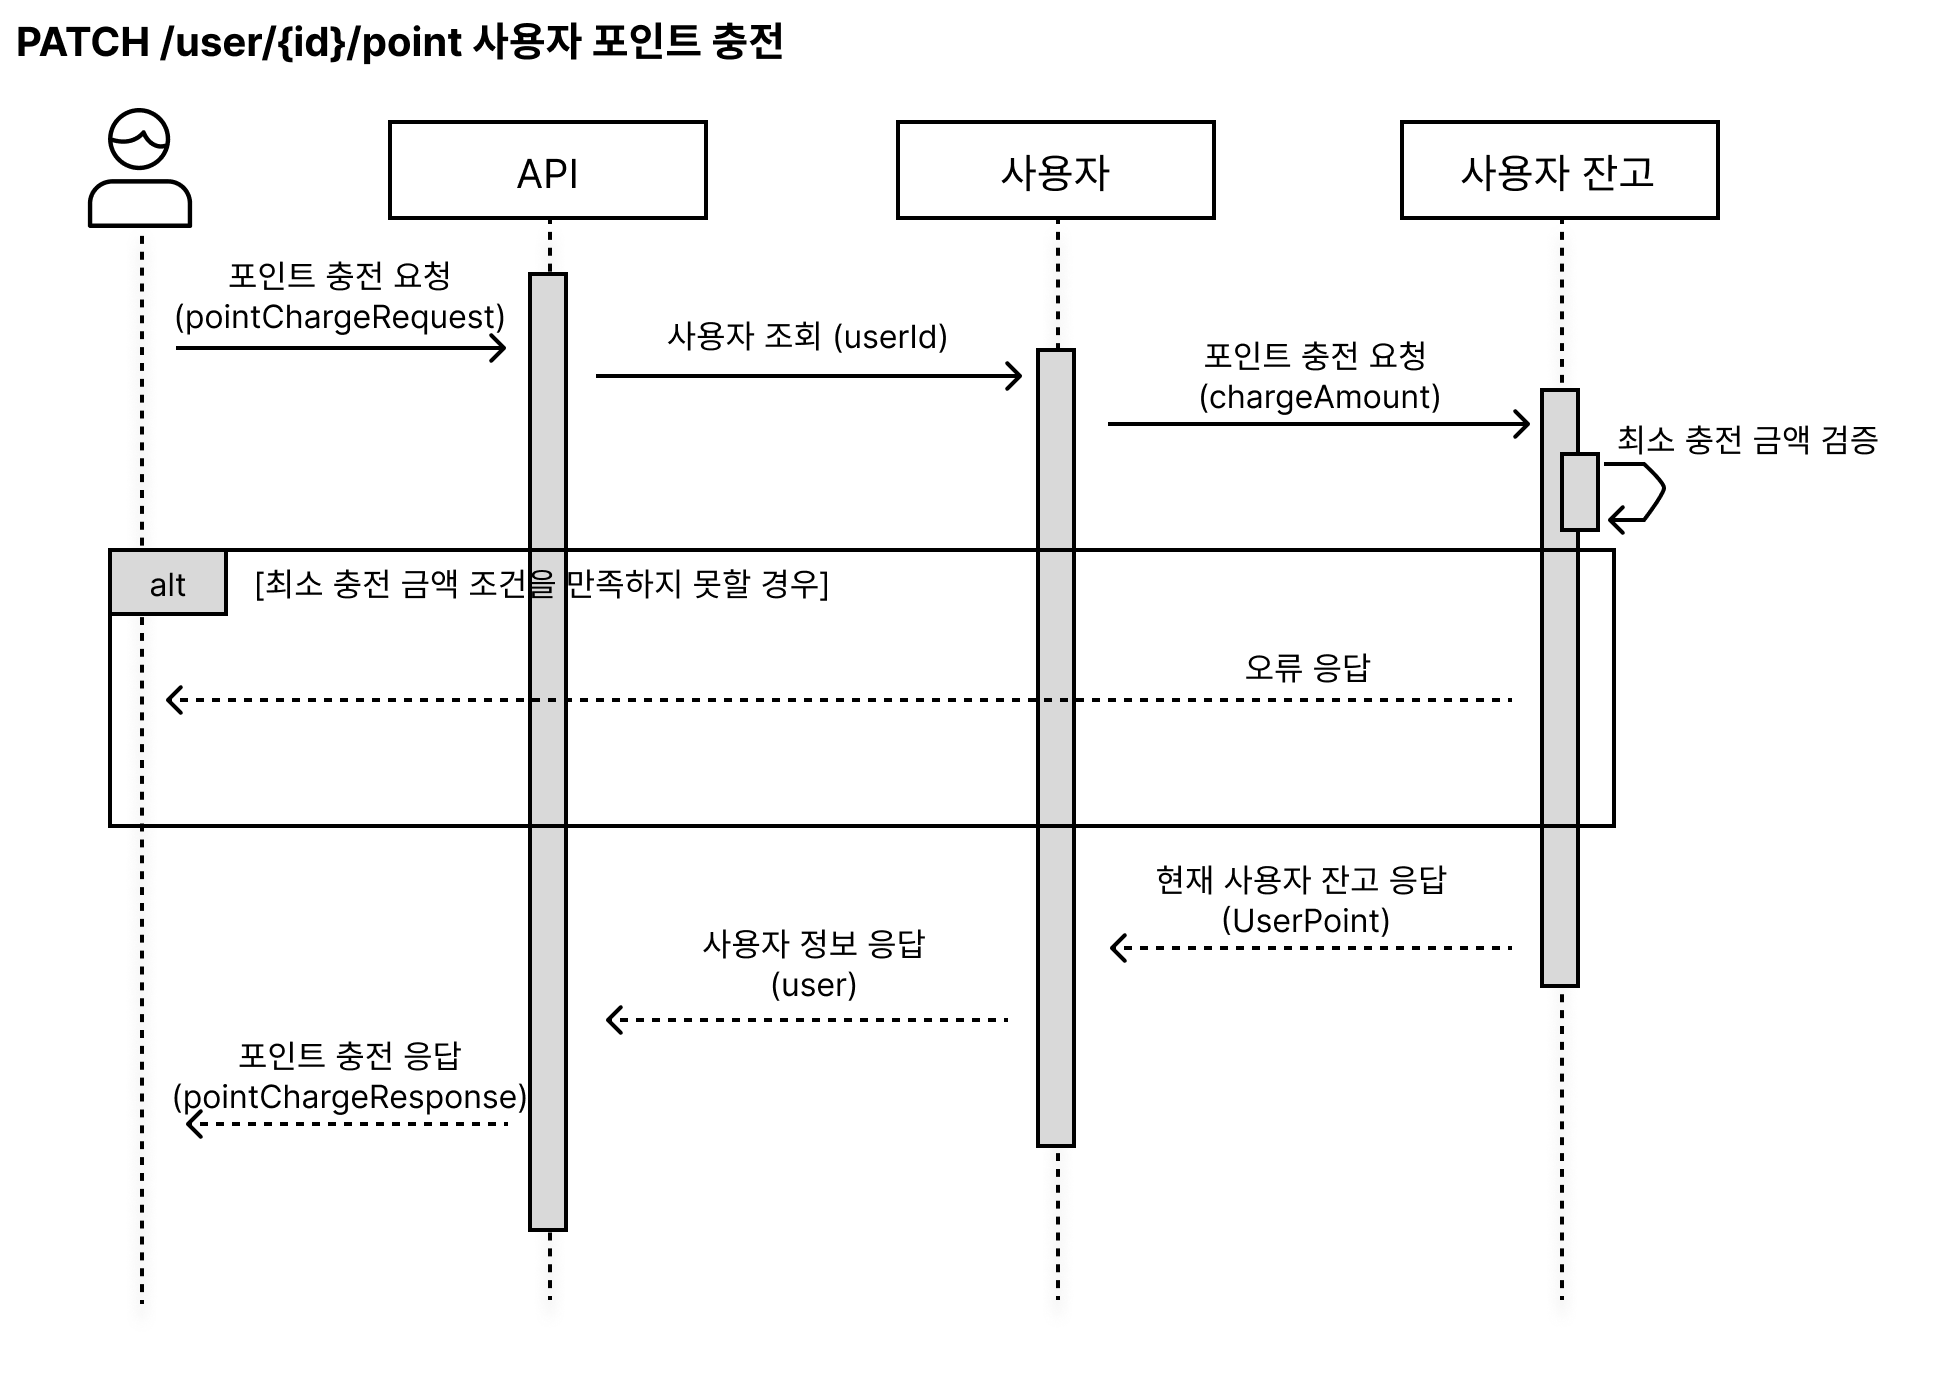 PATCH /user/{id}/point 사용자 포인트 충전
API
사용자
사용자 잔고
포인트 충전 요청
(pointChargeRequest)
사용자 조회 (userId)
포인트 충전 요청
(chargeAmount)
최소 충전 금액 검증
alt
[최소 충전 금액 조건을 만족하지 못할 경우]
오류 응답
현재 사용자 잔고 응답
(UserPoint)
사용자 정보 응답
(user)
포인트 충전 응답
(pointChargeResponse)